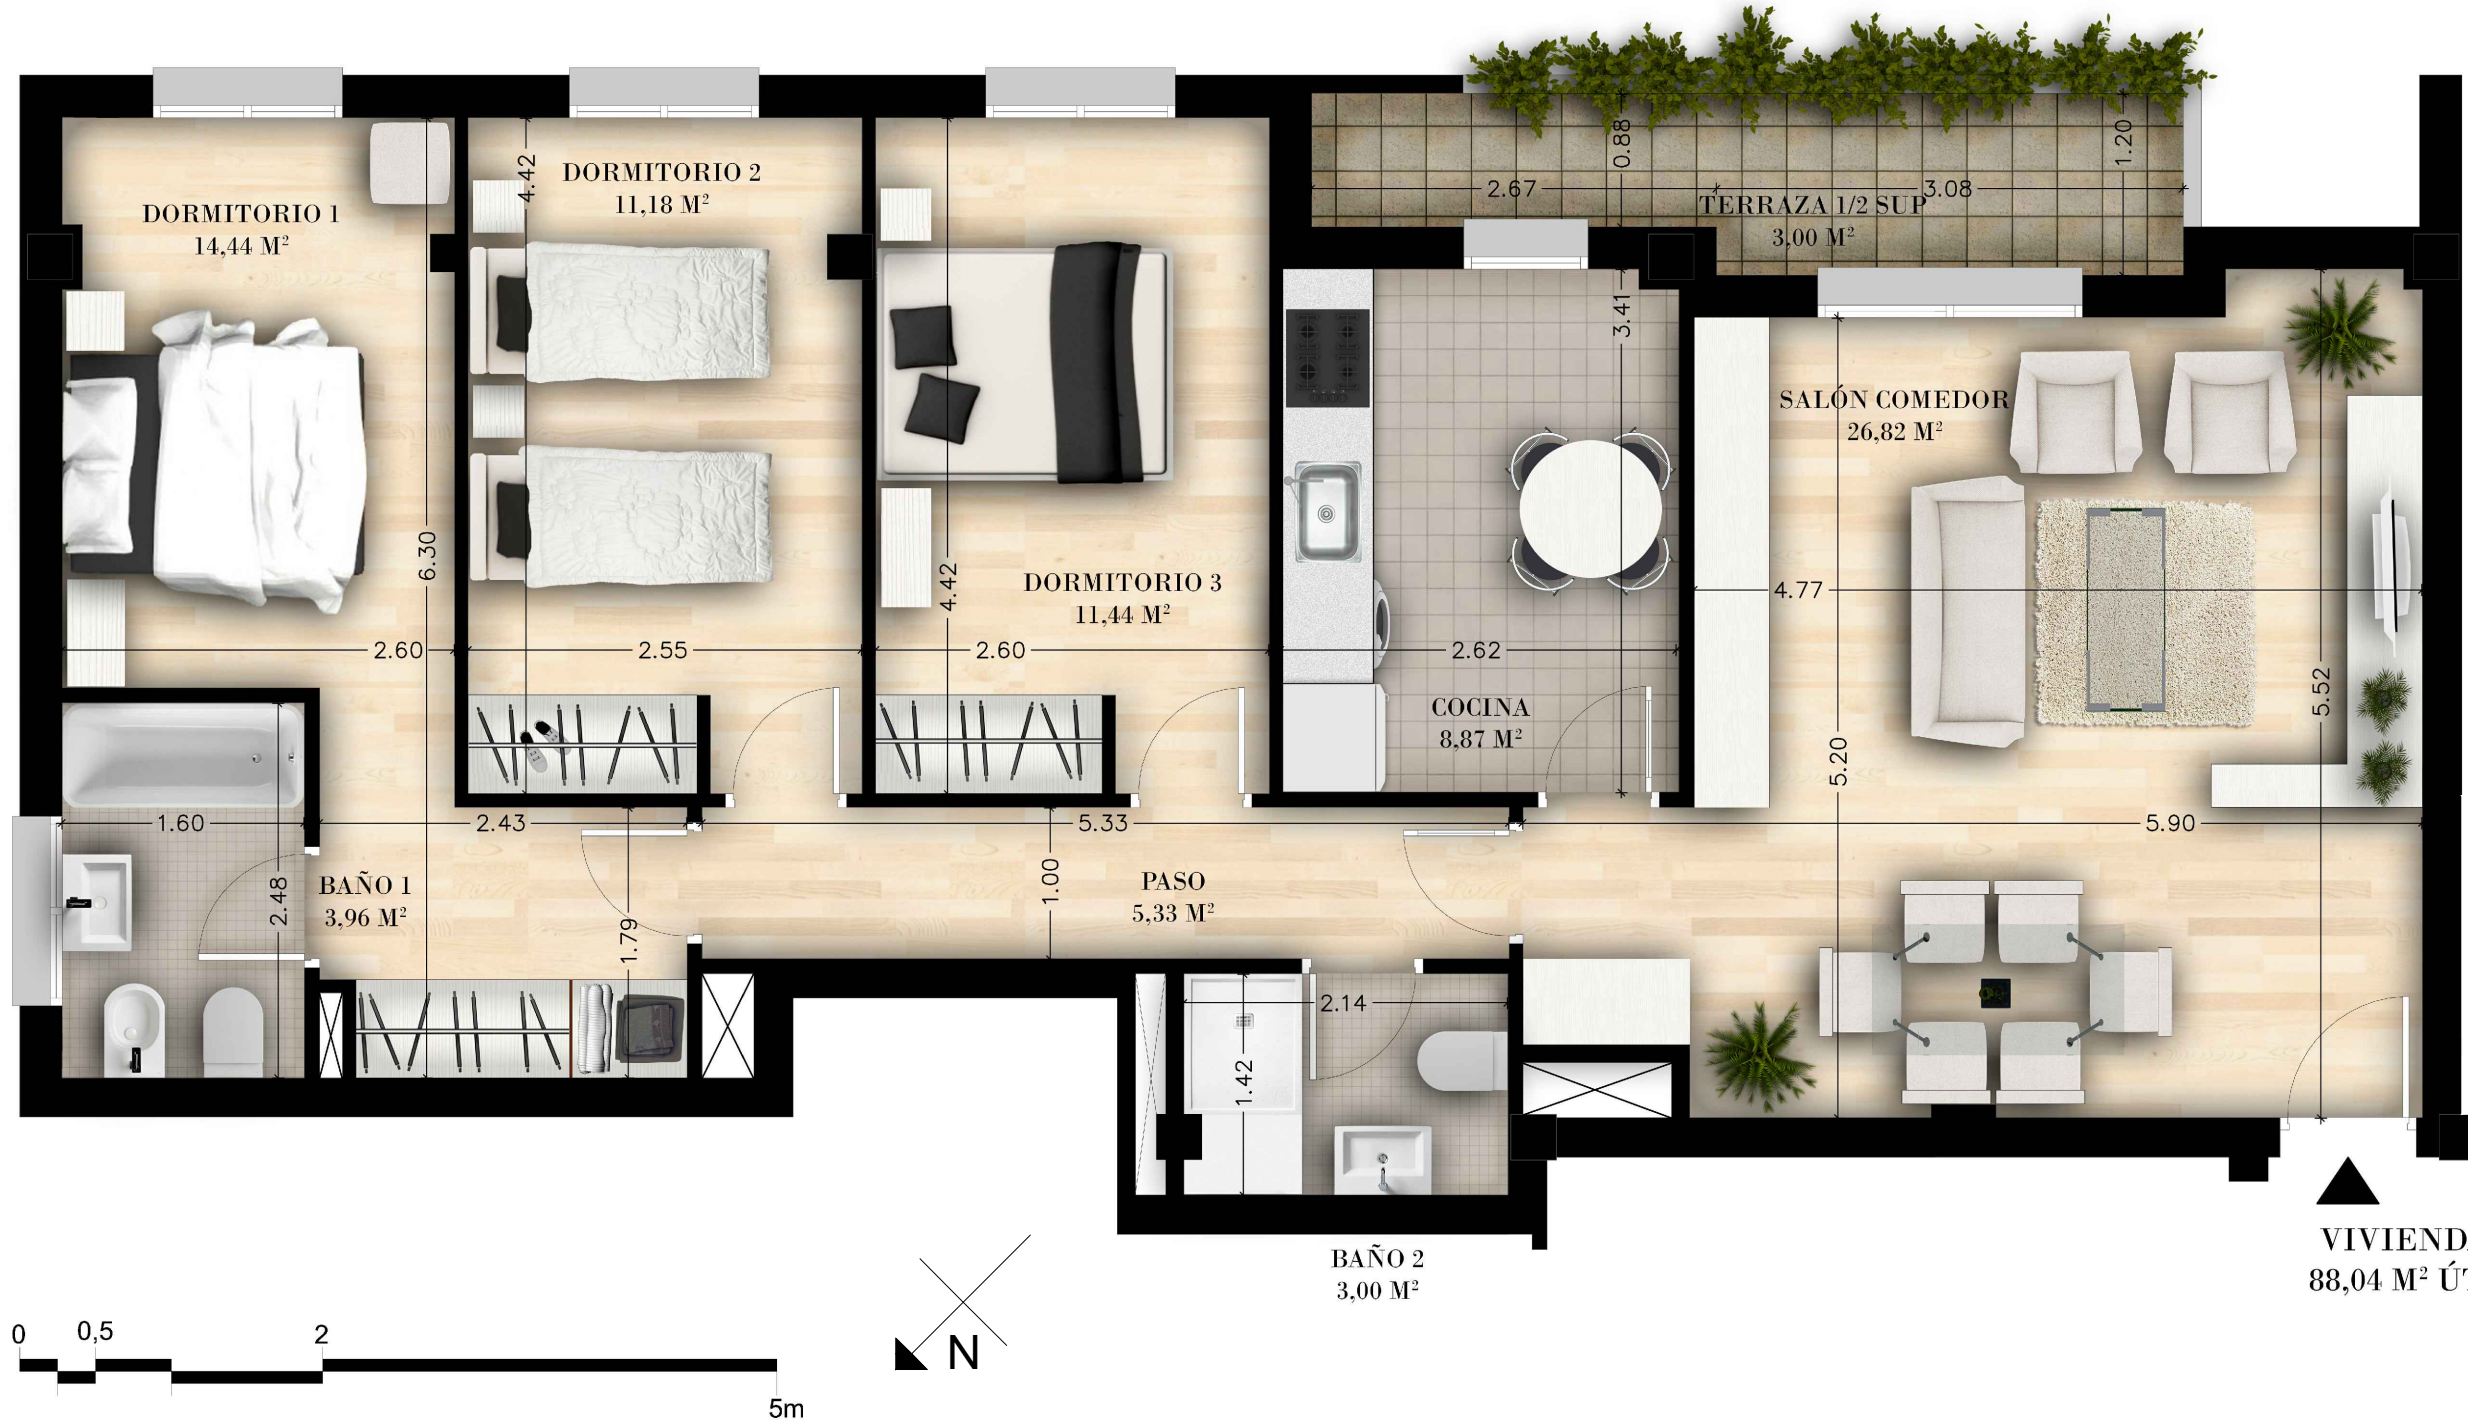 0.88
1.20
4.42
DORMITORIO 2
11,18 M²
2.67
3.08
DORMITORIO 1
14,44 M²
TERRAZA 1/2 SUP
3,00 M²
3.41
SALÓN COMEDOR
26,82 M²
6.30
4.42
DORMITORIO 3
11,44 M²
4.77
2.60
2.55
2.60
2.62
5.52
COCINA
8,87 M²
5.20
1.60
2.43
5.33
5.90
2.48
BAÑO 1
3,96 M²
1.79
1.00
PASO
5,33 M²
2.14
1.42
VIVIENDA
88,04 M² ÚT
BAÑO 2
3,00 M²
0
0,5
2
N
5m